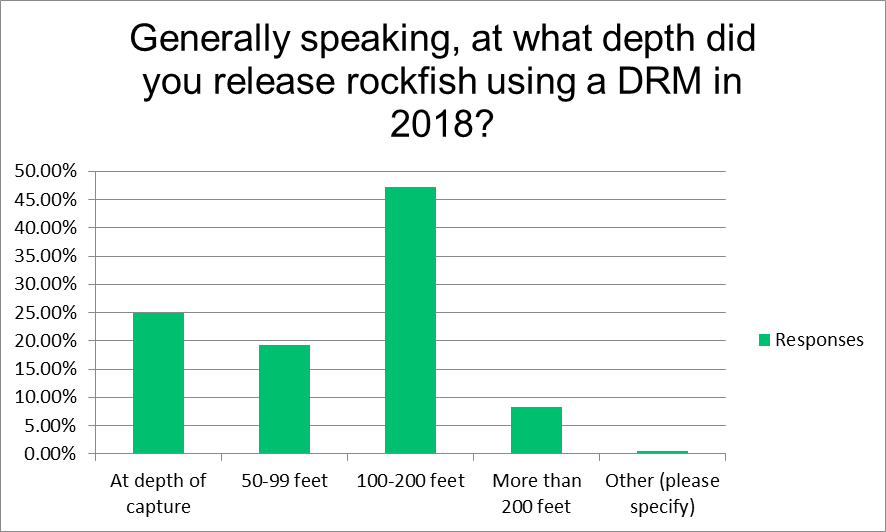 Generally speaking, at what depth did
you release rockfish using a DRM in
2018?
50.00%
45.00%
40.00%
35.00%
30.00%
25.00%
20.00%
15.00%
10.00%
5.00%
0.00%
At depth of
capture
50-99 feet
100-200 feet
More than
200 feet
Other (please
specify)
Responses